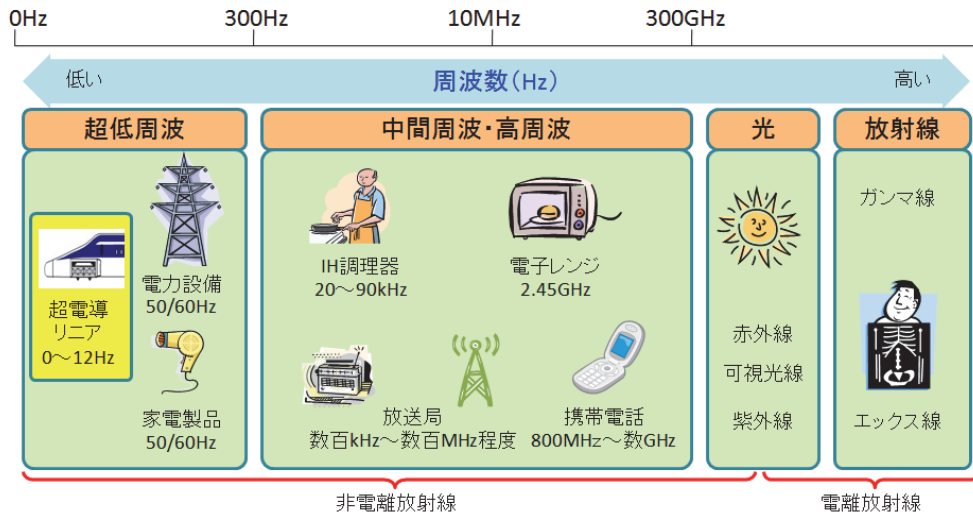 0Hz 300Hz 10MHz 300GHz
低い 周波数(Hz) 高い
超低周波 中間周波・高周波 光 放射線
超電導
リニア
0～12Hz
電力設備
50/60Hz
家電製品
50/60Hz
IH調理器
20～90kHz
電子レンジ
2.45GHz
放送局
数百kHz～数百MHz程度
携帯電話
800MHz～数GHz
赤外線
可視光線
紫外線
ガンマ線
エックス線
非電離放射線 電離放射線